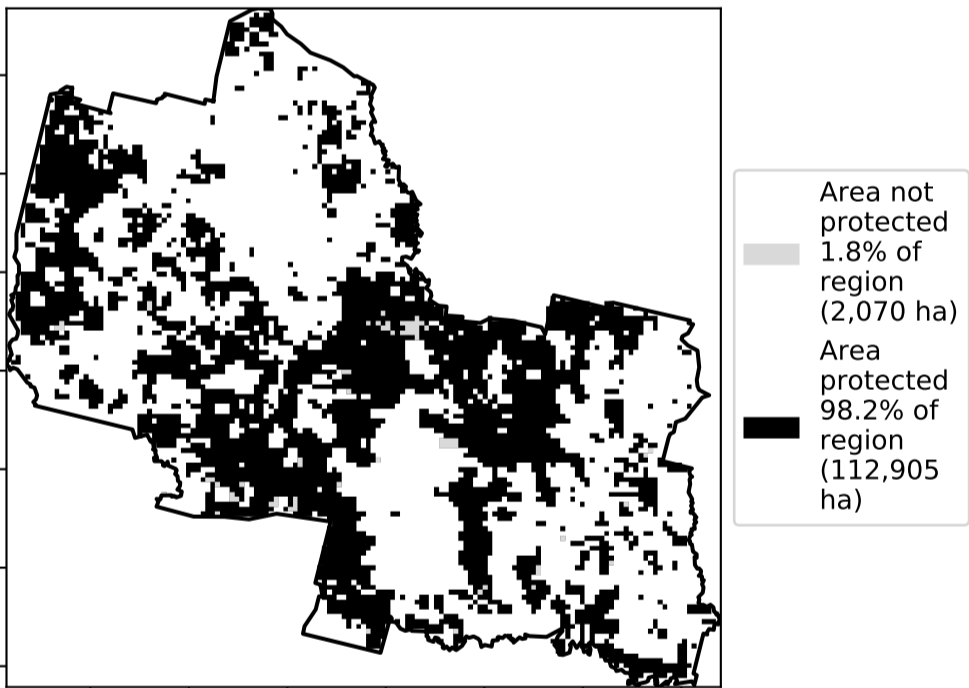 Area not
protected
1.8% of
region
(2,070 ha)
Area
protected
98.2% of
region
(112,905
ha)